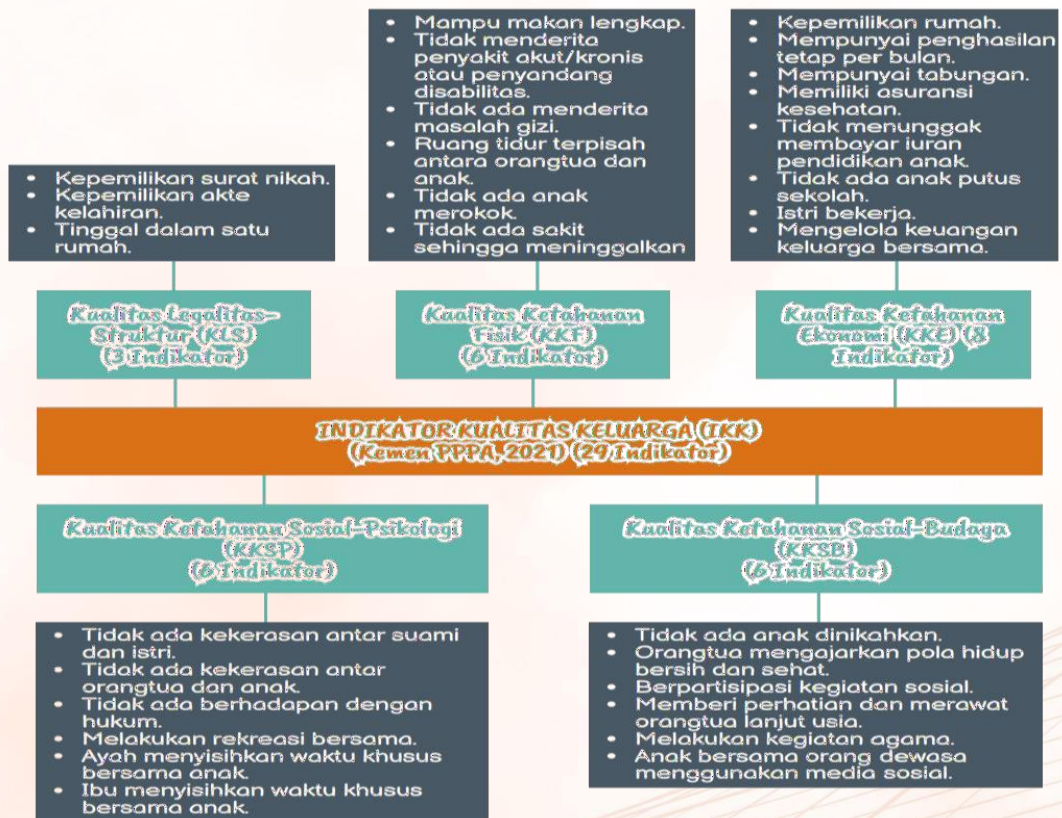 • Kepemilikan surat nikah.
• Kepemilikan akte
kelahiran.
• Tinggal dalam satu
rumah.
Kualitas Legalitas-
Struktur (KLS)
(3 Indikator)
• Mampu makan lengkap.
• Tidak menderita
penyakit akut/kronis
atau penyandang
disabilitas.
• Tidak ada menderita
masalah gizi.
• Ruang tidur terpisah
antara orangtua dan
anak.
• Tidak ada anak
merokok.
• Tidak ada sakit
sehingga meninggalkan
Kualitas Ketahanan
Fisik (KKF)
(6 Indikator)
• Kepemilikan rumah.
• Mempunyai penghasilan
tetap per bulan.
• Mempunyai tabungan.
• Memiliki asuransi
kesehatan.
• Tidak menunggak
membayar iuran
pendidikan anak.
• Tidak ada anak putus
sekolah.
• Istri bekerja.
• Mengelola keuangan
keluarga bersama.
Kualitas Ketahanan
Ekonomi (KKE) (8
Indikator)
INDIKATOR KUALITAS KELUARGA (IKK)
(Kemen PPPA, 2021) (29 Indikator)
Kualitas Ketahanan Sosial-Psikologi
(KKSP)
(6 Indikator)
• Tidak ada kekerasan antar suami
dan istri.
• Tidak ada kekerasan antar
orangtua dan anak.
• Tidak ada berhadapan dengan
hukum.
• Melakukan rekreasi bersama.
• Ayah menyisihkan waktu khusus
bersama anak.
• Ibu menyisihkan waktu khusus
bersama anak.
Kualitas Ketahanan Sosial-Budaya
(KKSB)
(6 Indikator)
• Tidak ada anak dinikahkan.
• Orangtua mengajarkan pola hidup
bersih dan sehat.
• Berpartisipasi kegiatan sosial.
• Memberi perhatian dan merawat
orangtua lanjut usia.
• Melakukan kegiatan agama.
• Anak bersama orang dewasa
menggunakan media sosial.